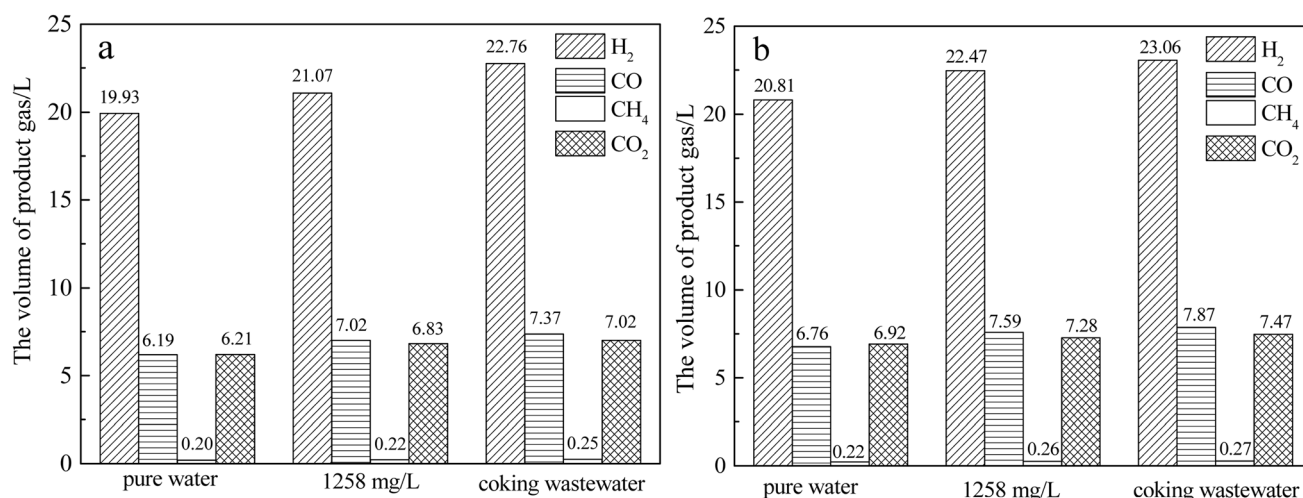 The volume of product gas/L
25
20
15
10
5
0
a
H2
CO
CH4
CO2
19.93
6.19
0.20
6.21
21.07
7.02
0.22
6.83
22.76
7.37
0.25
7.02
pure water
1258 mg/L
coking wastewater
The volume of product gas/L
25
20
15
10
5
0
b
H2
CO
CH4
CO2
20.81
6.76
0.22
6.92
22.47
7.59
0.26
7.28
23.06
7.87
0.27
7.47
pure water
1258 mg/L
coking wastewater